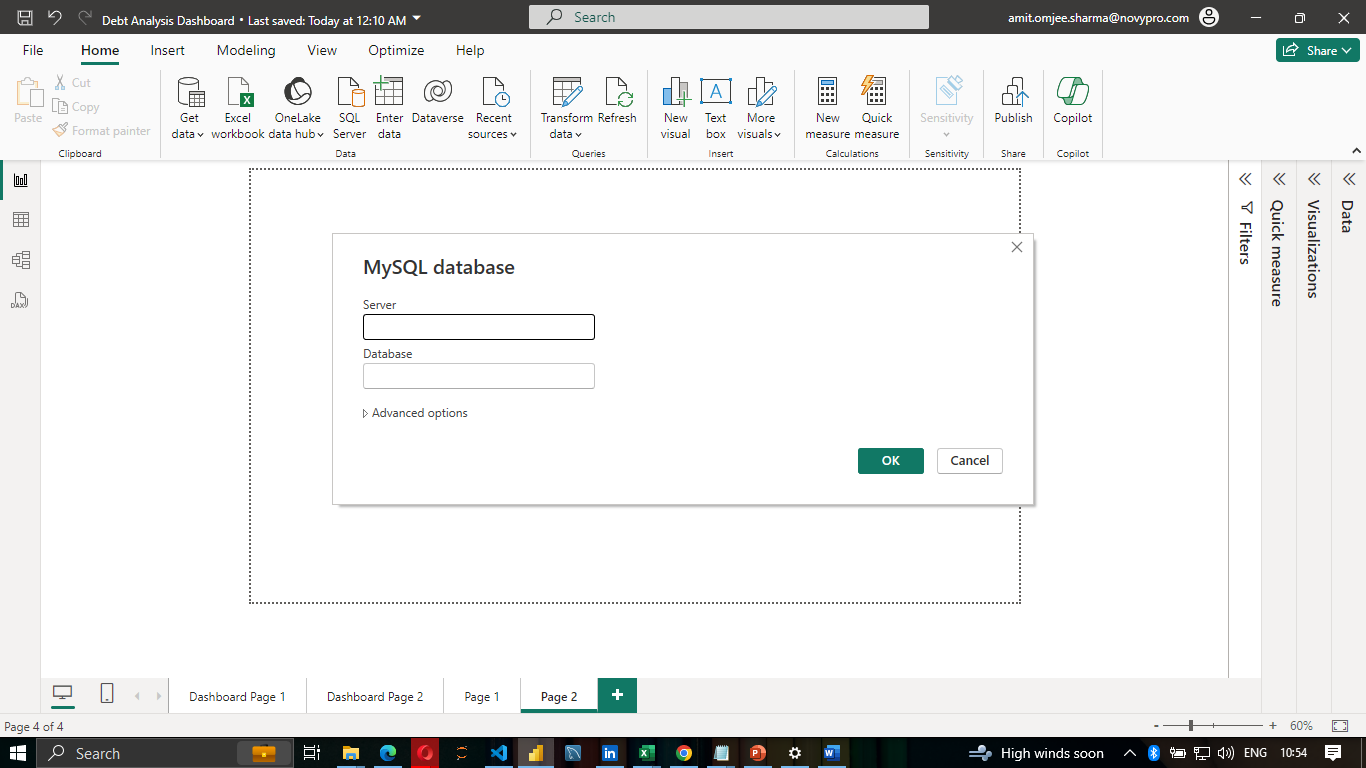 Debt Analysis Dashboard • Last saved: Today at 12:10 AM
Search
amit.omjee.sharma@novypro.com
File
Home
Insert
Modeling
View
Optimize
Help
Share
Paste
Cut
Copy
Format painter
Clipboard
Get data
Excel workbook
OneLake data hub
SQL Server
Enter data
Dataverse
Recent sources
Data
Transform data
Refresh
Queries
New visual
A
Text box
More visuals
Insert
New measure
Quick measure
Calculations
Sensitivity
Sensitivity
Publish
Share
Copilot
Copilot
DAX
MySQL database
Server
Database
Advanced options
OK
Cancel
Filters
Quick measure
Visualizations
Data
Dashboard Page 1
Dashboard Page 2
Page 1
Page 2
+
Page 4 of 4
- + 60%
Search
High winds soon
ENG
10:54